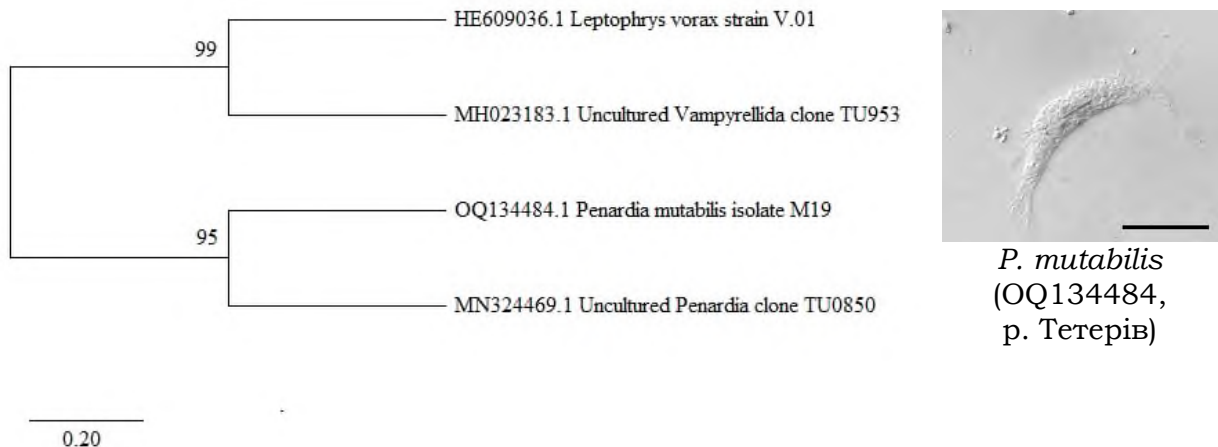 HE609036.1 Leptophrys vorax strain V.01
99
MH023183.1 Uncultured Vampyrellida clone TU953
OQ134484.1 Penardia mutabilis isolate M19
95
MN324469.1 Uncultured Penardia clone TU0850
0.20
P. mutabilis
(OQ134484,
р. Тетерів)